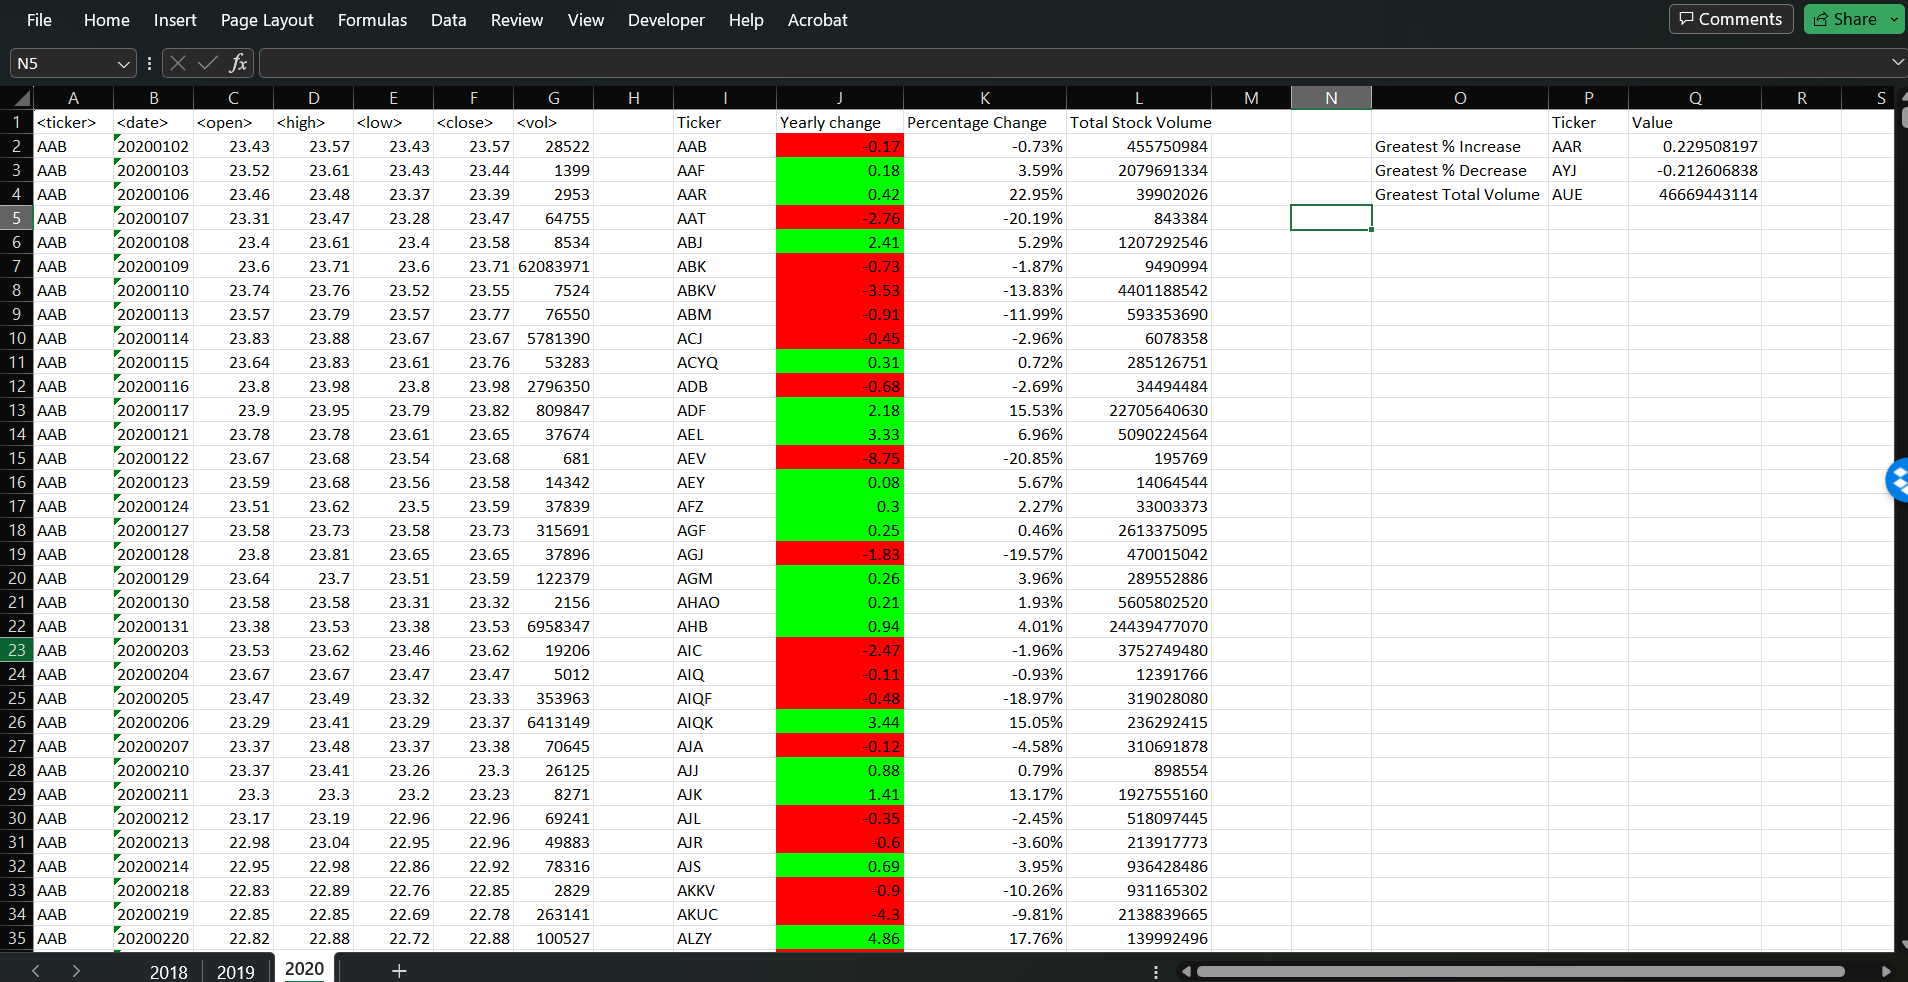 File Home Insert Page Layout Formulas Data Review View Developer Help Acrobat Comments Share
N5 fx
A B C D E F G H I J K L M N O P Q R S
1 <ticker> <date> <open> <high> <low> <close> <vol> Ticker Yearly change Percentage Change Total Stock Volume Ticker Value
2 AAB 20200102 23.43 23.57 23.43 23.57 28522 AAB -0.17 -0.73% 455750984 Greatest % Increase AAR 0.229508197
3 AAB 20200103 23.52 23.61 23.43 23.44 1399 AAF 0.18 3.59% 2079691334 Greatest % Decrease AYJ -0.212606838
4 AAB 20200106 23.46 23.48 23.37 23.39 2953 AAR 0.42 22.95% 39902026 Greatest Total Volume AUE 46669443114
5 AAB 20200107 23.31 23.47 23.28 23.47 64755 AAT -2.76 -20.19% 843384
6 AAB 20200108 23.4 23.61 23.4 23.58 8534 ABJ 2.41 5.29% 1207292546
7 AAB 20200109 23.6 23.71 23.6 23.71 62083971 ABK -0.73 -1.87% 9490994
8 AAB 20200110 23.74 23.76 23.52 23.55 7524 ABKV -3.53 -13.83% 4401188542
9 AAB 20200113 23.57 23.79 23.57 23.77 76550 ABM -0.91 -11.99% 593353690
10 AAB 20200114 23.83 23.88 23.67 23.67 5781390 ACJ -0.45 -2.96% 6078358
11 AAB 20200115 23.64 23.83 23.61 23.76 53283 ACYQ 0.31 0.72% 285126751
12 AAB 20200116 23.8 23.98 23.8 23.98 2796350 ADB -0.68 -2.69% 34494484
13 AAB 20200117 23.9 23.95 23.79 23.82 809847 ADF 2.18 15.53% 22705640630
14 AAB 20200121 23.78 23.78 23.61 23.65 37674 AEL 3.33 6.96% 5090224564
15 AAB 20200122 23.67 23.68 23.54 23.68 681 AEV -8.75 -20.85% 195769
16 AAB 20200123 23.59 23.68 23.56 23.58 14342 AEY 0.08 5.67% 14064544
17 AAB 20200124 23.51 23.62 23.5 23.59 37839 AFZ 0.3 2.27% 33003373
18 AAB 20200127 23.58 23.73 23.58 23.73 315691 AGF 0.25 0.46% 2613375095
19 AAB 20200128 23.8 23.81 23.65 23.65 37896 AGJ -1.83 -19.57% 470015042
20 AAB 20200129 23.64 23.7 23.51 23.59 122379 AGM 0.26 3.96% 289552886
21 AAB 20200130 23.58 23.58 23.31 23.32 2156 AHAO 0.21 1.93% 5605802520
22 AAB 20200131 23.38 23.53 23.38 23.53 6958347 AHB 0.94 4.01% 24439477070
23 AAB 20200203 23.53 23.62 23.46 23.62 19206 AIC -2.47 -1.96% 3752749480
24 AAB 20200204 23.67 23.67 23.47 23.47 5012 AIQ -0.11 -0.93% 12391766
25 AAB 20200205 23.47 23.49 23.32 23.33 353963 AIQF -0.48 -18.97% 319028080
26 AAB 20200206 23.29 23.41 23.29 23.37 6413149 AIQK 3.44 15.05% 236292415
27 AAB 20200207 23.37 23.48 23.37 23.38 70645 AJA -0.12 -4.58% 310691878
28 AAB 20200210 23.37 23.41 23.26 23.3 26125 AJJ 0.88 0.79% 898554
29 AAB 20200211 23.3 23.3 23.2 23.23 8271 AJK 1.41 13.17% 1927555160
30 AAB 20200212 23.17 23.19 22.96 22.96 69241 AJL -0.35 -2.45% 518097445
31 AAB 20200213 22.98 23.04 22.95 22.96 49883 AJR -0.6 -3.60% 213917773
32 AAB 20200214 22.95 22.98 22.86 22.92 78316 AJS 0.69 3.95% 936428486
33 AAB 20200218 22.83 22.89 22.76 22.85 2829 AKKV -0.9 -10.26% 931165302
34 AAB 20200219 22.85 22.85 22.69 22.78 263141 AKUC -4.3 -9.81% 2138839665
35 AAB 20200220 22.82 22.88 22.72 22.88 100527 ALZY 4.86 17.76% 139992496
2018 2019 2020 +